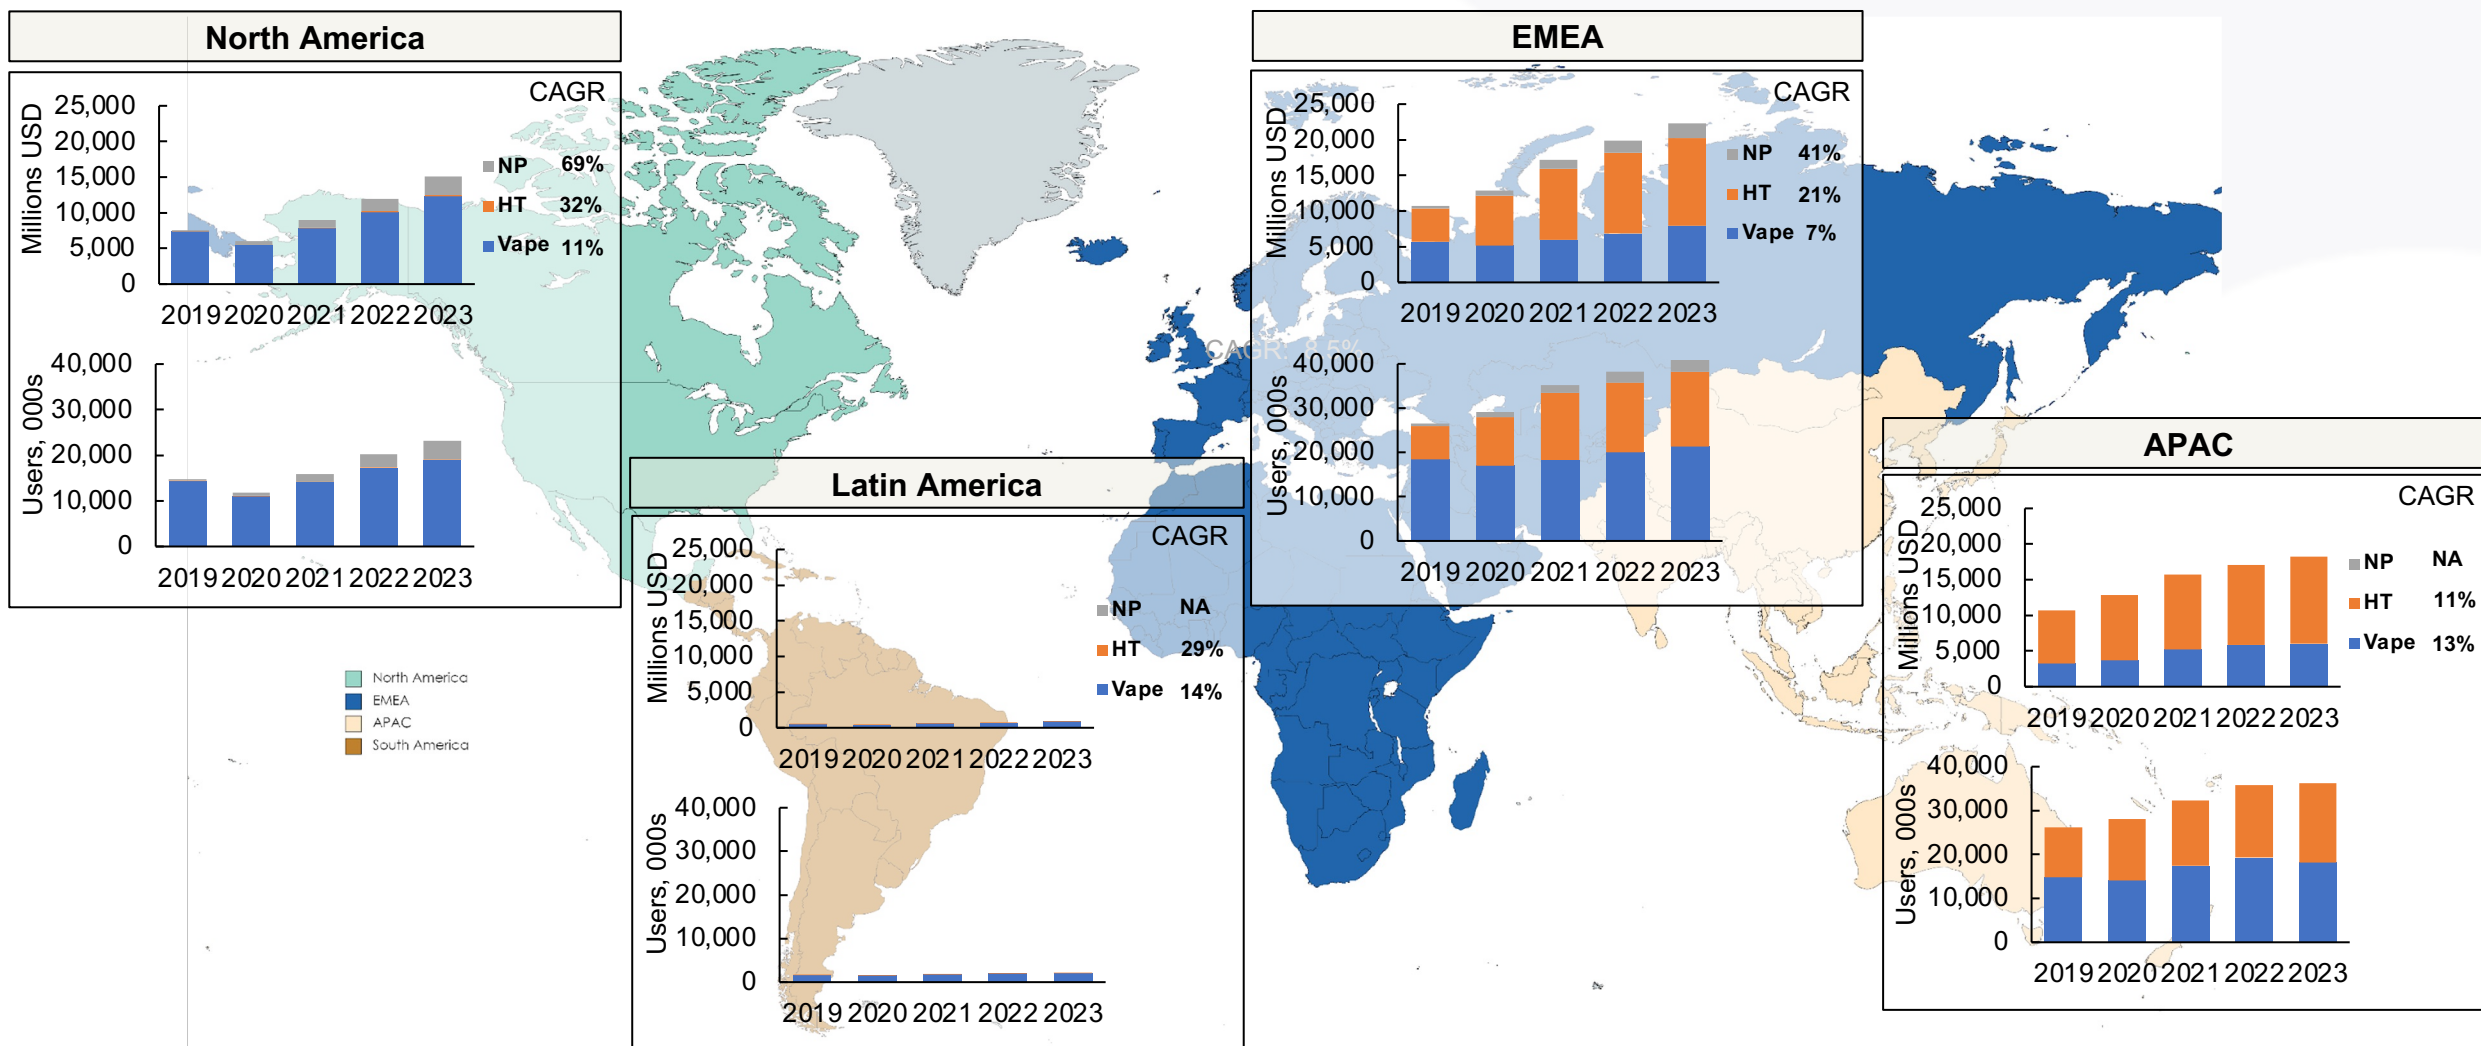 North America
CAGR
Millions USD
25,000
20,000
15,000
10,000
5,000
0
NP 69%
HT 32%
Vape 11%
2019 2020 2021 2022 2023
Users, 000s
40,000
30,000
20,000
10,000
0
2019 2020 2021 2022 2023
EMEA
CAGR
Millions USD
25,000
20,000
15,000
10,000
5,000
0
NP 41%
HT 21%
Vape 7%
2019 2020 2021 2022 2023
CAGR: 8.5%
Users, 000s
40,000
30,000
20,000
10,000
0
2019 2020 2021 2022 2023
Latin America
CAGR
Millions USD
25,000
20,000
15,000
10,000
5,000
0
NP NA
HT 29%
Vape 14%
2019 2020 2021 2022 2023
Users, 000s
40,000
30,000
20,000
10,000
0
2019 2020 2021 2022 2023
APAC
CAGR
Millions USD
25,000
20,000
15,000
10,000
5,000
0
NP NA
HT 11%
Vape 13%
2019 2020 2021 2022 2023
Users, 000s
40,000
30,000
20,000
10,000
0
2019 2020 2021 2022 2023
North America
EMEA
APAC
South America